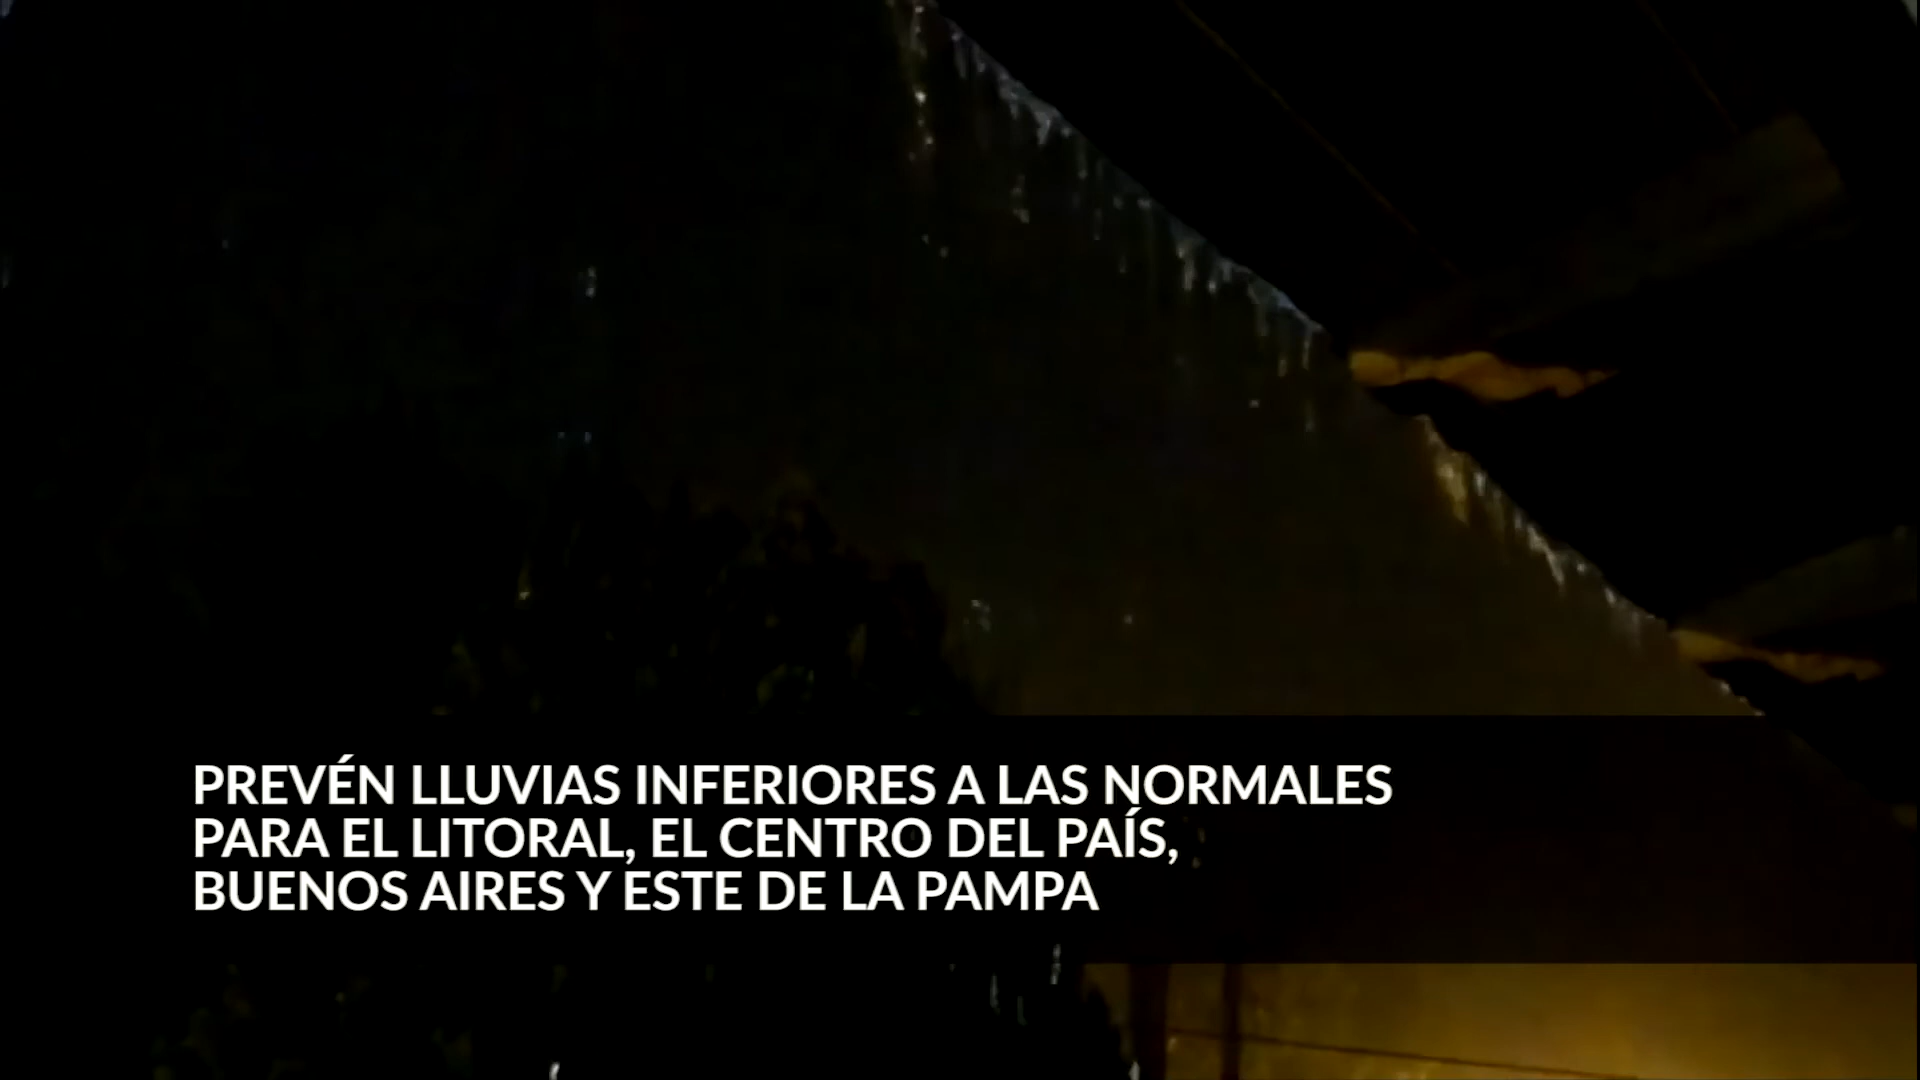 PREVÉN LLUVIAS INFERIORES A LAS NORMALES
PARA EL LITORAL, EL CENTRO DEL PAÍS,
BUENOS AIRES Y ESTE DE LA PAMPA